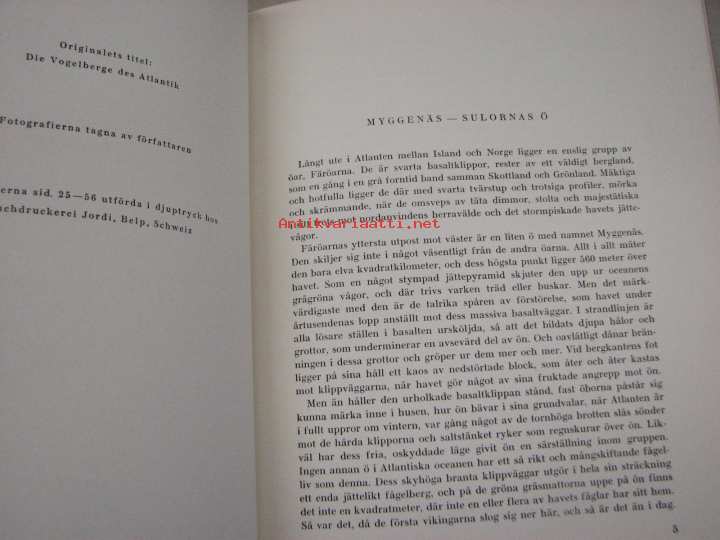 Originalets titel:
Die Vogelberge des Atlantik
Fotografierna tagna av författaren
erna sid. 25—56 utförda i djuptryck hos
chdruckerei Jordi, Belp, Schweiz
MYGGENÄS — SULORNAS Ö
Långt ute i Atlanten mellan Island och Norge ligger en enslig grupp av
öar, Färöarna. De är svarta basaltklippor, rester av ett väldigt bergland,
som en gång i en grå forntid band samman Skottland och Grönland. Mäktiga
och hotfulla ligger de där med svarta tvärstup och trotsiga profiler, mörka
och skrämmande, när de omsveps av täta dimmor, stolta och majestätiska
mot nordanvindens herravälde och det stormpiskade havets jätte-
vågor.
Färöarnas yttersta utpost mot väster är en liten ö med namnet Myggenäs.
Den skiljer sig inte i något väsentligt från de andra öarna. Allt i allt mäter
den bara elva kvadratkilometer, och dess högsta punkt ligger 560 meter över
havet. Som en något stympad jättepyramid skjuter den upp ur oceanens
grågröna vågor, och där trivs varken träd eller buskar. Men det märk-
värdigaste med den är de talrika spåren av förstörelse, som havet under
årtusendenas lopp anställt mot dess massiva basaltväggar. I strandlinjen är
alla lösare ställen i basalten ursköljda, så att det bildats djupa hålor och
grottor, som underminerar en avsevärd del av ön. Och oavlåtligt dånar brän-
ningen i dessa grottor och gröper ur dem mer och mer. Vid bergkantens fot
ligger på sina håll ett kaos av nedstörtade block, som åter och åter kastas
mot klippväggarna, när havet gör något av sina fruktade angrepp mot ön.
Men än håller den urholkade basaltklippan stånd, fast öborna påstår sig
kunna märka inne i husen, hur ön bävar i sina grundvalar, när Atlanten är
i fullt uppror om vintern, var gång något av de tornhöga brotten slås sönder
mot de hårda klipporna och saltstänket ryker som regnskurar över ön. Lik-
väl har dess fria, oskyddade läge givit ön en särställning inom gruppen.
Ingen annan ö i Atlantiska oceanen har ett så rikt och mångskiftande fågel-
liv som denna. Dess skyhöga branta klippväggar utgör i hela sin sträckning
ett enda jättelikt fågelberg, och på de gröna gräsmattorna uppe på ön finns
det inte en kvadratmeter, där inte en eller flera av havets fåglar har sitt hem.
Så var det, då de första vikingarna slog sig ner här, och så är det än i dag.
5
Antikvariaatti.net